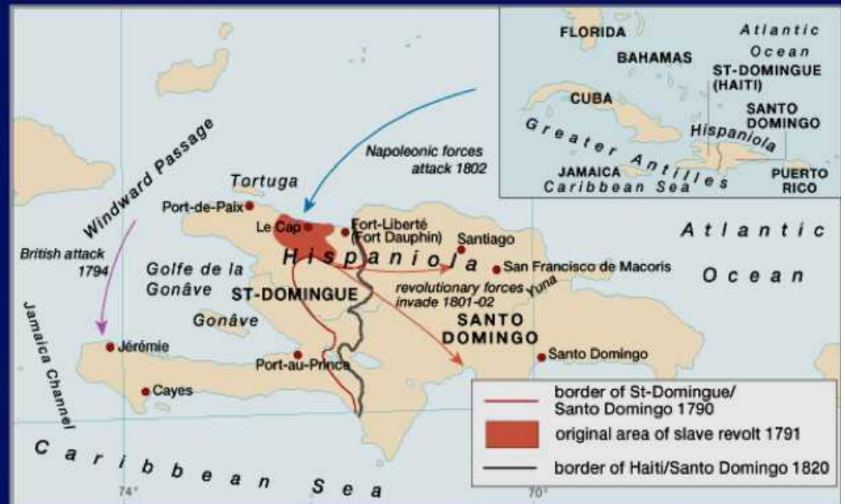 FLORIDA
Atlantic
Ocean
BAHAMAS
ST-DOMINGUE
(HAITI)
CUBA
SANTO
DOMINGO
Hispaniola
Greater Antilles
JAMAICA
Caribbean Sea
PUERTO
RICO
Windward Passage
Napoleonic forces
attack 1802
Tortuga
Port-de-Paix
Le Cap
Fort-Liberté
(Fort Dauphin)
Santiago
Atlantic
Ocean
British attack
1794
Hispaniola
San Francisco de Macoris
Golfe de la
Gonâve
ST-DOMINGUE
revolutionary forces
invade 1801-02
Yuna
Gonâve
SANTO
DOMINGO
Jamaica Channel
Jérémie
Port-au-Prince
Santo Domingo
Cayes
border of St-Domingue/
Santo Domingo 1790
original area of slave revolt 1791
border of Haiti/Santo Domingo 1820
Caribbean Sea
74°
70°